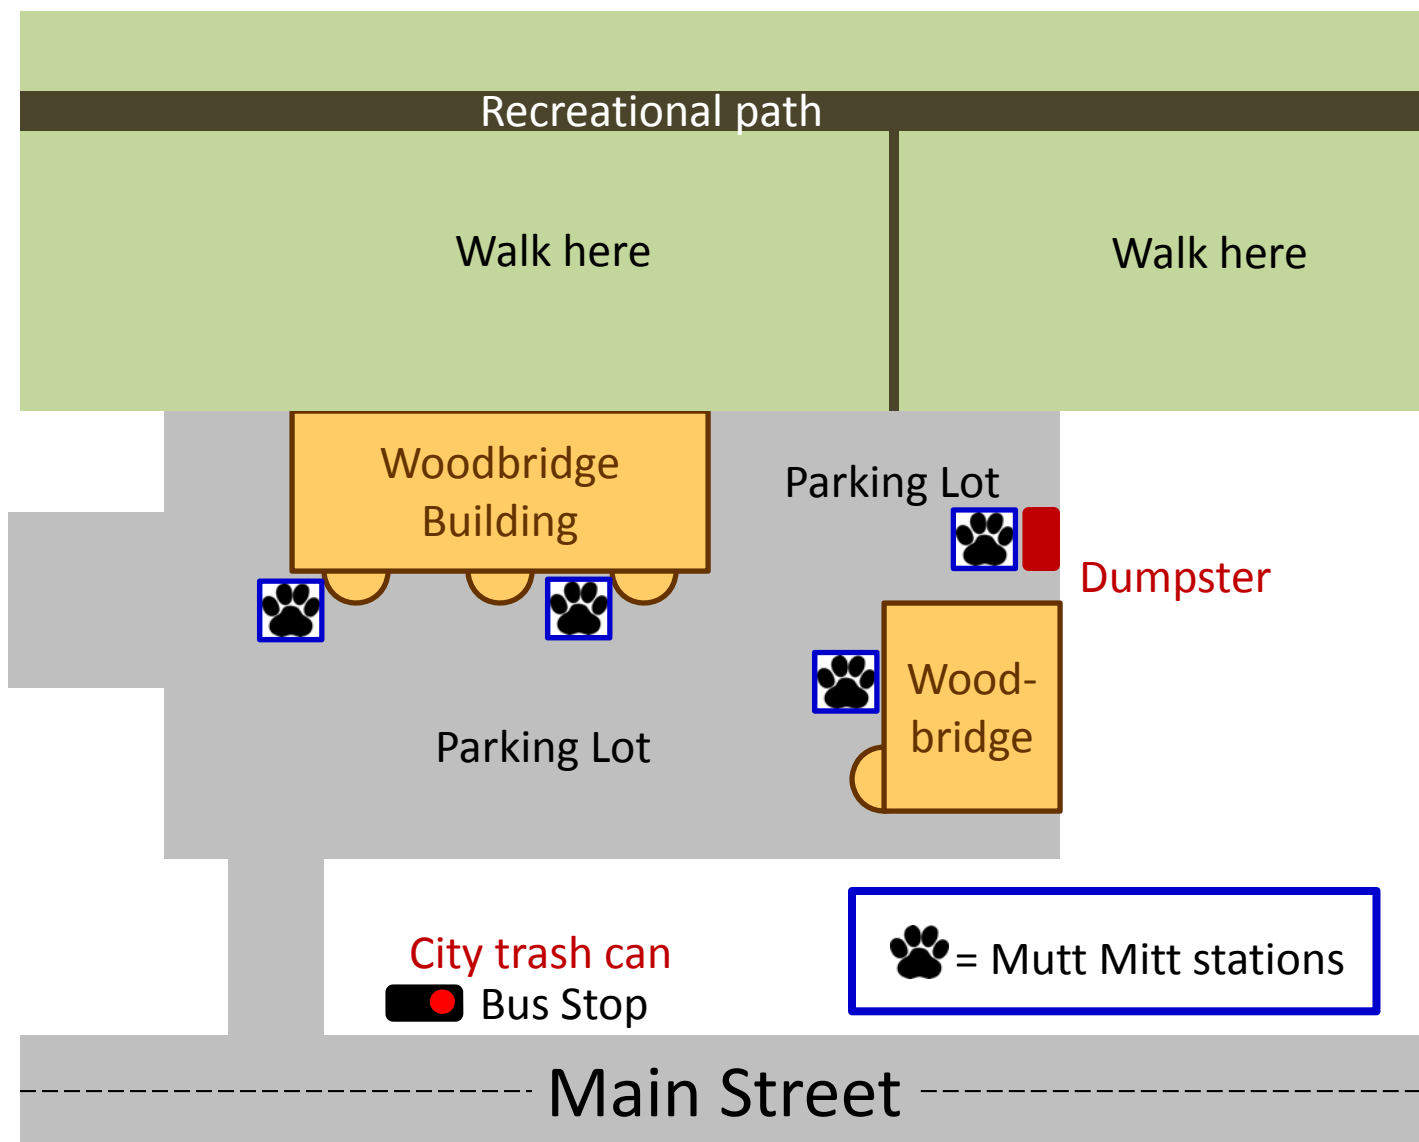 Recreational path
Walk here
Walk here
Woodbridge
Building
Parking Lot
Dumpster
Wood-
bridge
Parking Lot
City trash can
Bus Stop
= Mutt Mitt stations
Main Street